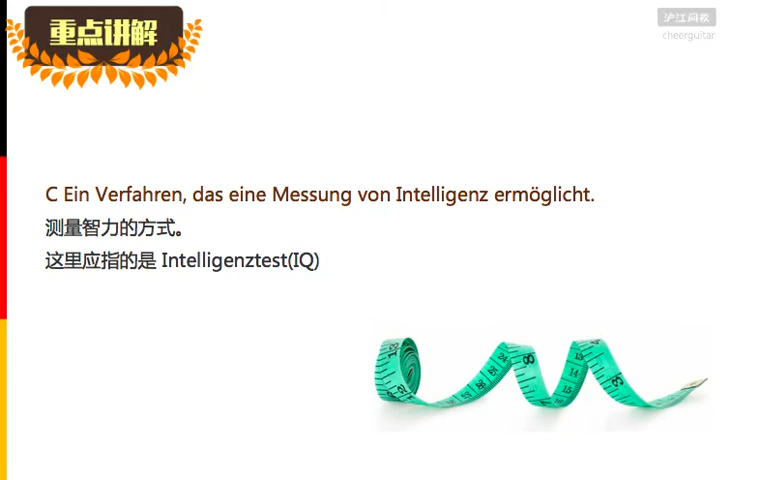 重点讲解
沪江网校
cheerguitar
C Ein Verfahren, das eine Messung von Intelligenz ermöglicht.
测量智力的方式。
这里应指的是 Intelligenztest(IQ)